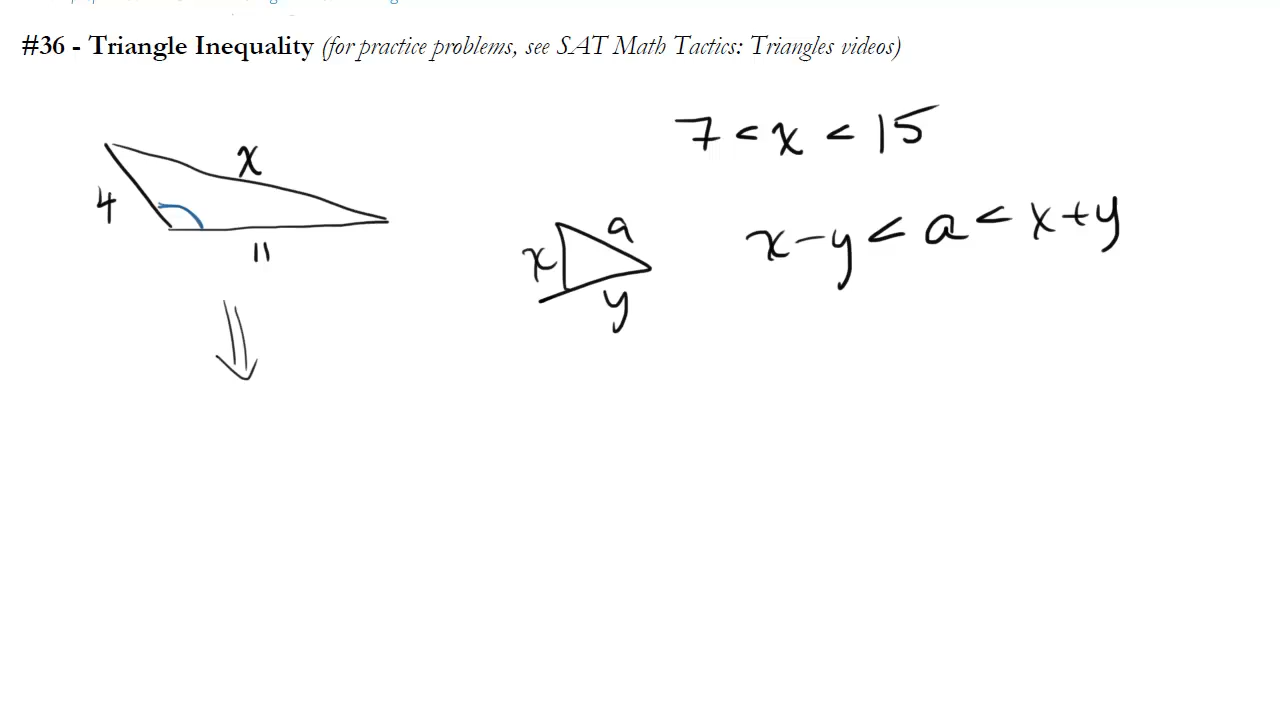 #36 - Triangle Inequality (for practice problems, see SAT Math Tactics: Triangles videos)
7 < x < 15
x
4
11
a
x
y
x-y < a < x+y